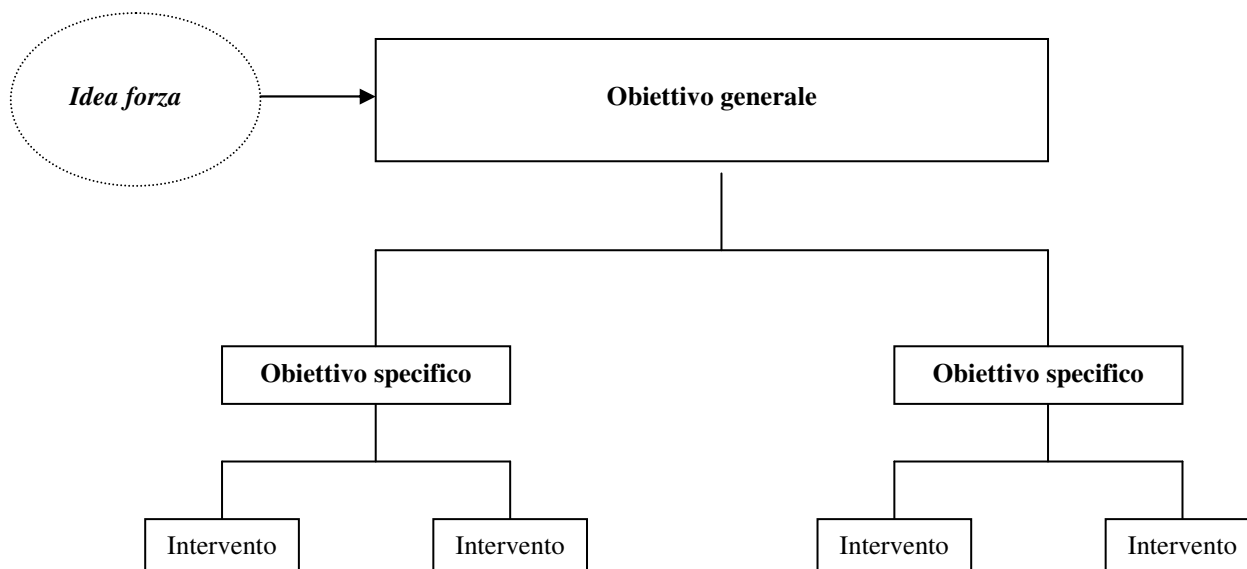 Idea forza
Obiettivo generale
Obiettivo specifico
Obiettivo specifico
Intervento
Intervento
Intervento
Intervento